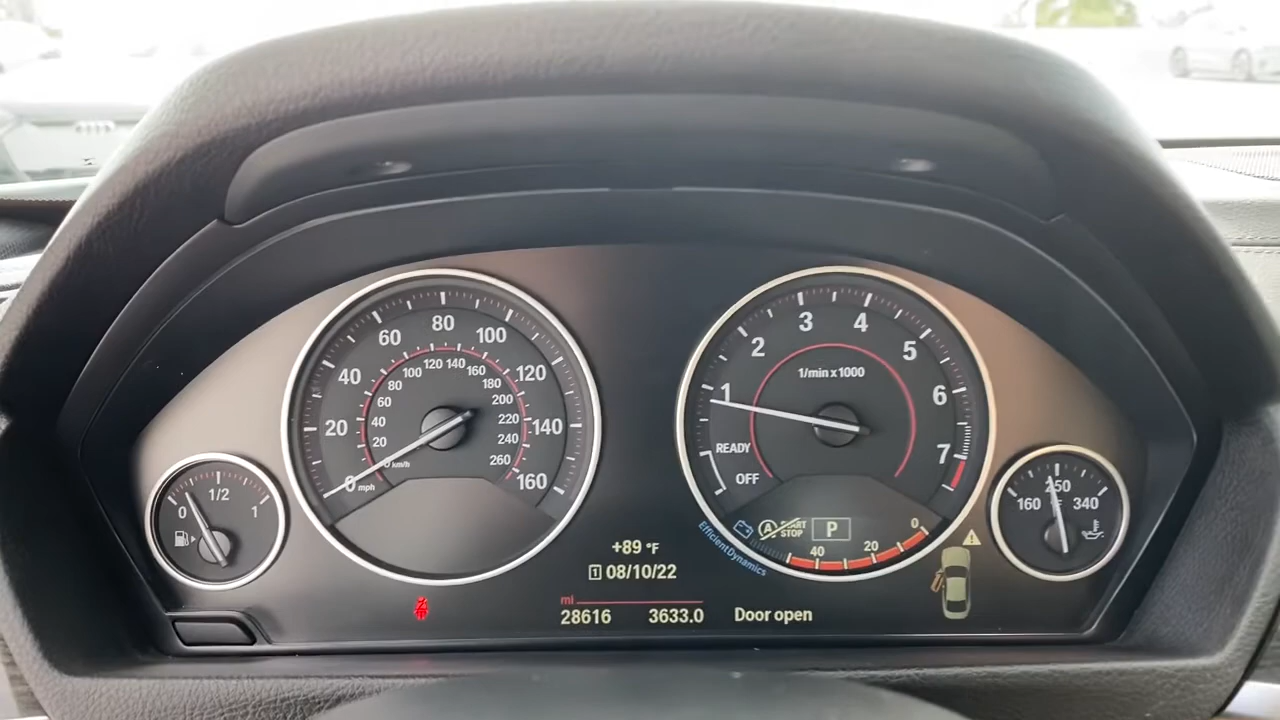 20 40 60 80 100 120 140 160
20 40 60 80 100 120 140 160 180 200 220 240 260
0 mph
0 km/h
1 2 3 4 5 6 7
1/min x 1000
READY
OFF
0 1/2 1
160 250 340
°F
A START
STOP
P
40 20 0
EfficientDynamics
+89 °F
1 08/10/22
mi
28616 3633.0 Door open